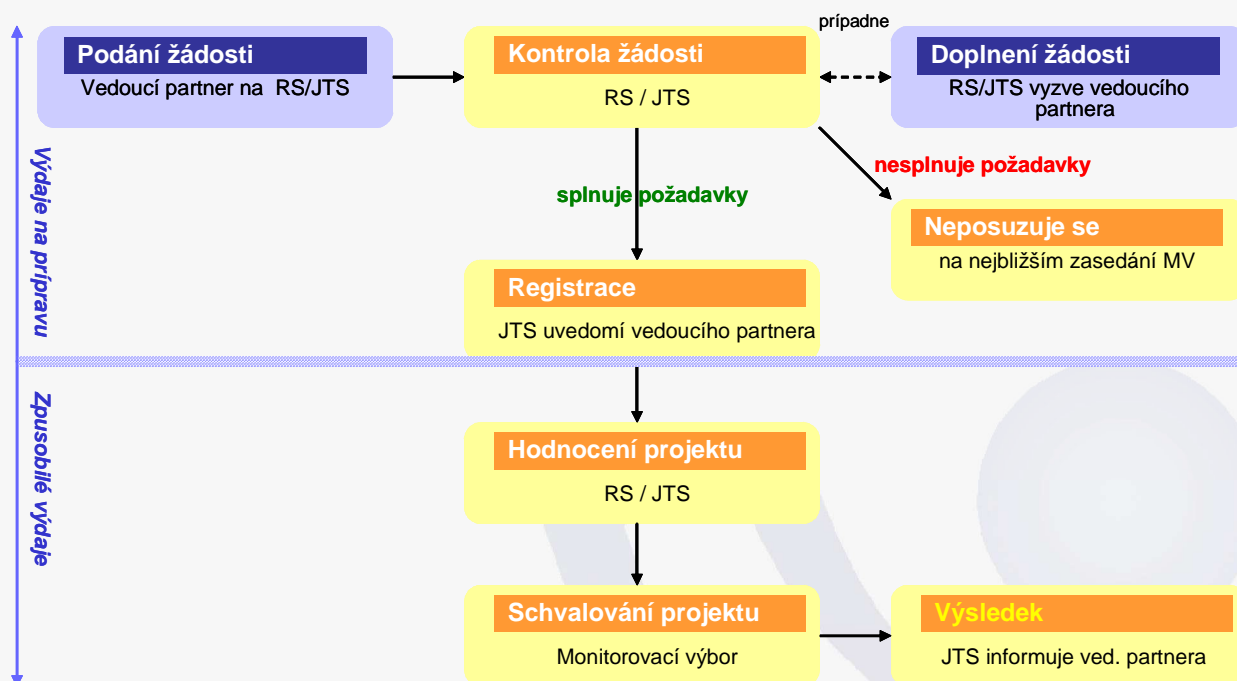 prípadne
Podání žádosti
Vedoucí partner na RS/JTS
Kontrola žádosti
RS / JTS
Doplnení žádosti
RS/JTS vyzve vedoucího
partnera
Výdaje na prípravu
splnuje požadavky
nesplnuje požadavky
Neposuzuje se
na nejbližším zasedání MV
Registrace
JTS uvedomí vedoucího partnera
Zpusobilé výdaje
Hodnocení projektu
RS / JTS
Schvalování projektu
Monitorovací výbor
Výsledek
JTS informuje ved. partnera